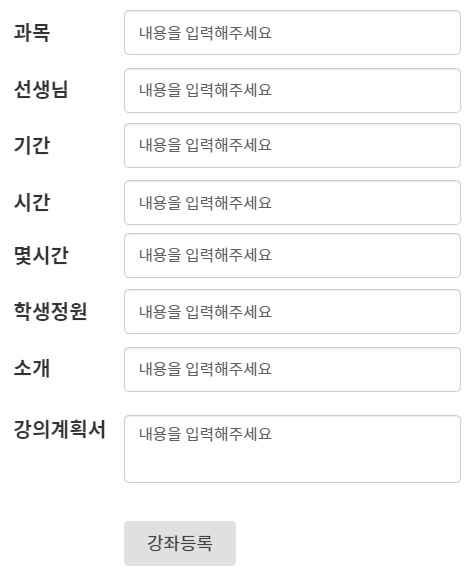 과목 내용을 입력해주세요
선생님 내용을 입력해주세요
기간 내용을 입력해주세요
시간 내용을 입력해주세요
몇시간 내용을 입력해주세요
학생정원 내용을 입력해주세요
소개 내용을 입력해주세요
강의계획서 내용을 입력해주세요
강좌등록